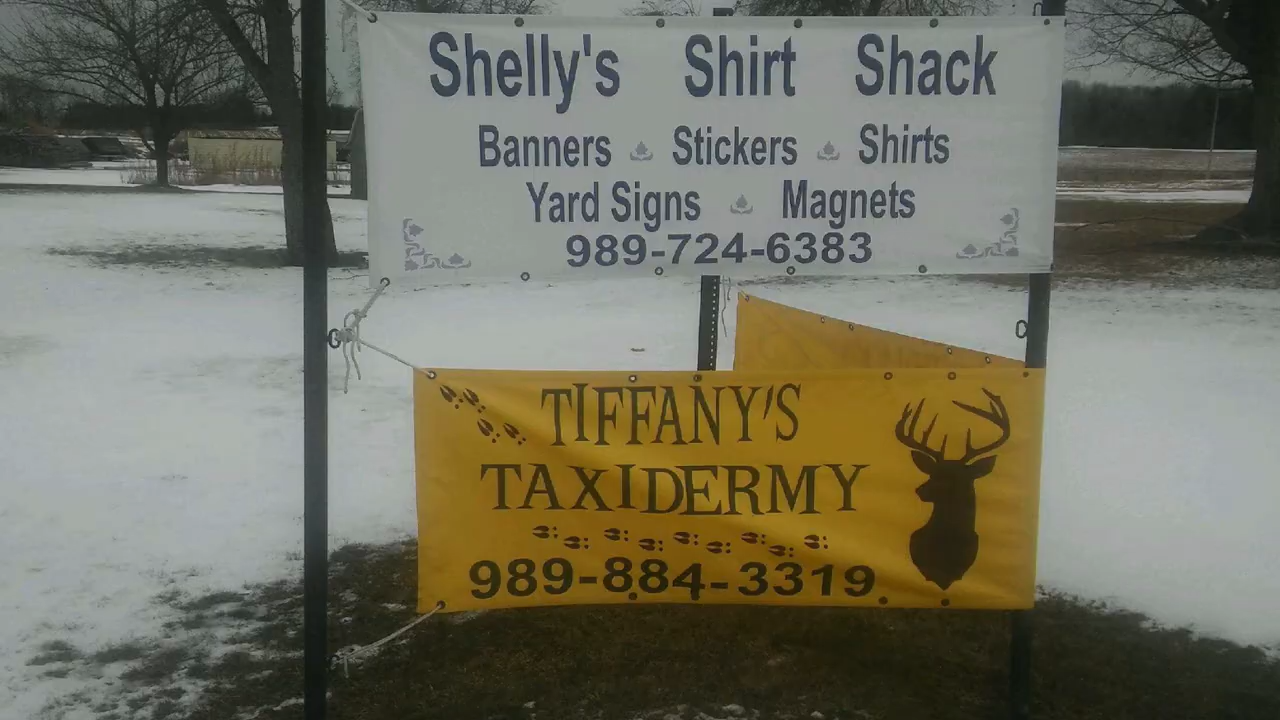 Shelly's Shirt Shack
Banners Stickers Shirts
Yard Signs Magnets
989-724-6383
TIFFANY'S
TAXIDERMY
989-884-3319